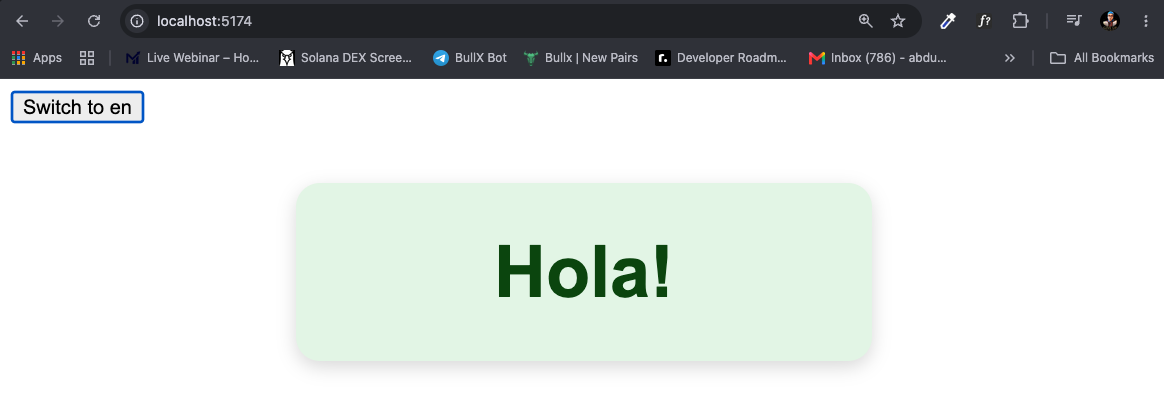 localhost:5174
f?
Apps
Live Webinar – Ho...
Solana DEX Scree...
BullX Bot
Bullx | New Pairs
r.
Developer Roadm...
Inbox (786) - abdu...
»
All Bookmarks
Switch to en
Hola!